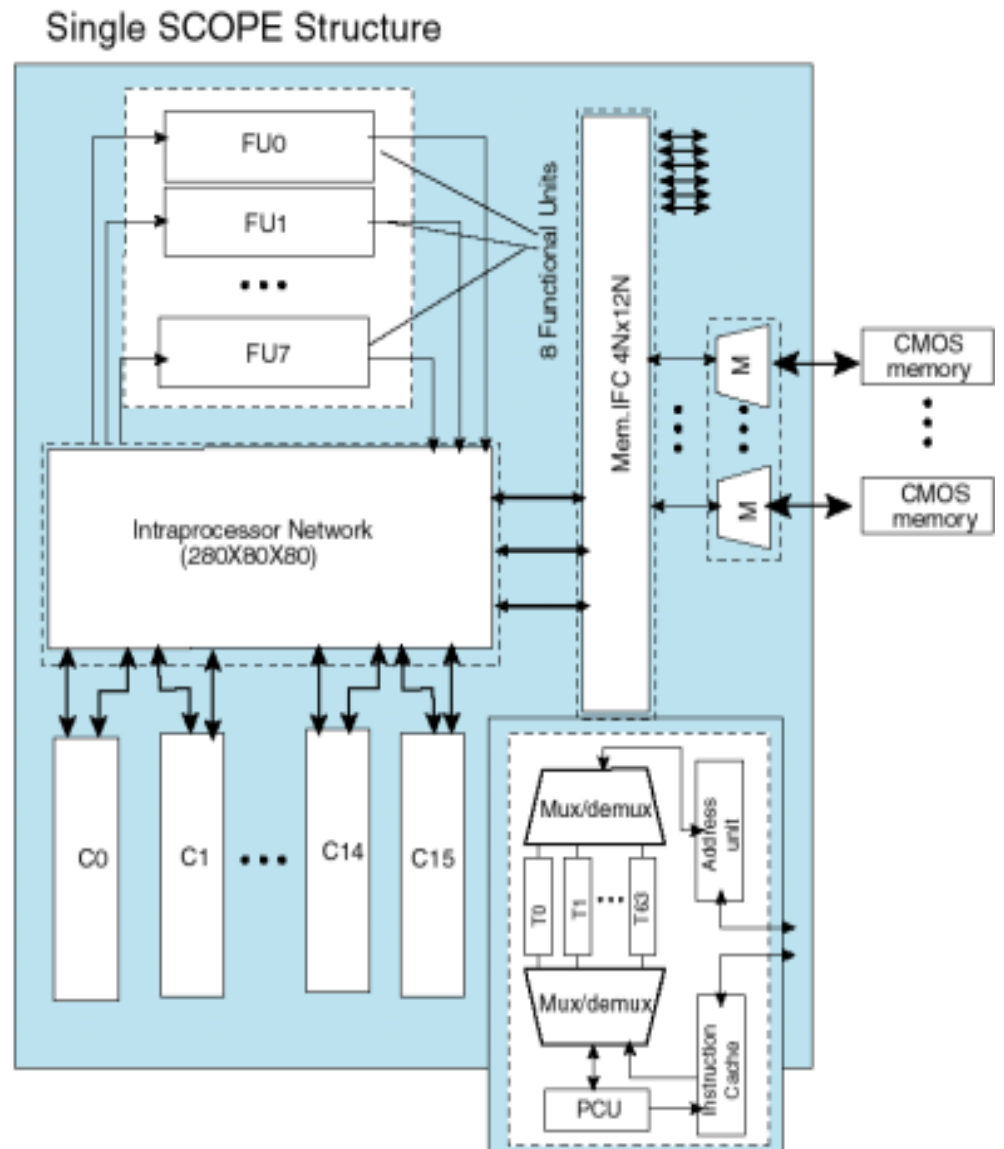 Single SCOPE Structure
FU0
FU1
FU7
8 Functional Units
Mem.IFC 4Nx12N
M
CMOS
memory
M
CMOS
memory
Intraprocessor Network
(280X80X80)
C0
C1
C14
C15
Mux/demux
T0
T1
T63
Mux/demux
PCU
Address
unit
Instruction
Cache